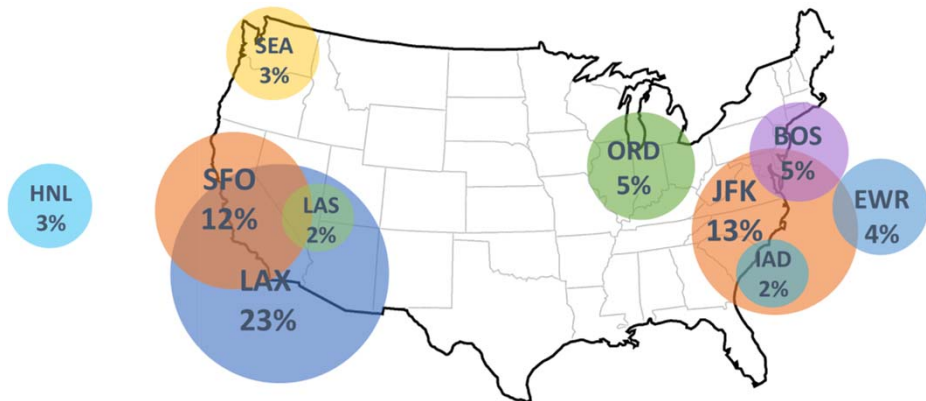 SEA
3%
HNL
3%
SFO
12%
LAS
2%
LAX
23%
ORD
5%
BOS
5%
JFK
13%
EWR
4%
IAD
2%